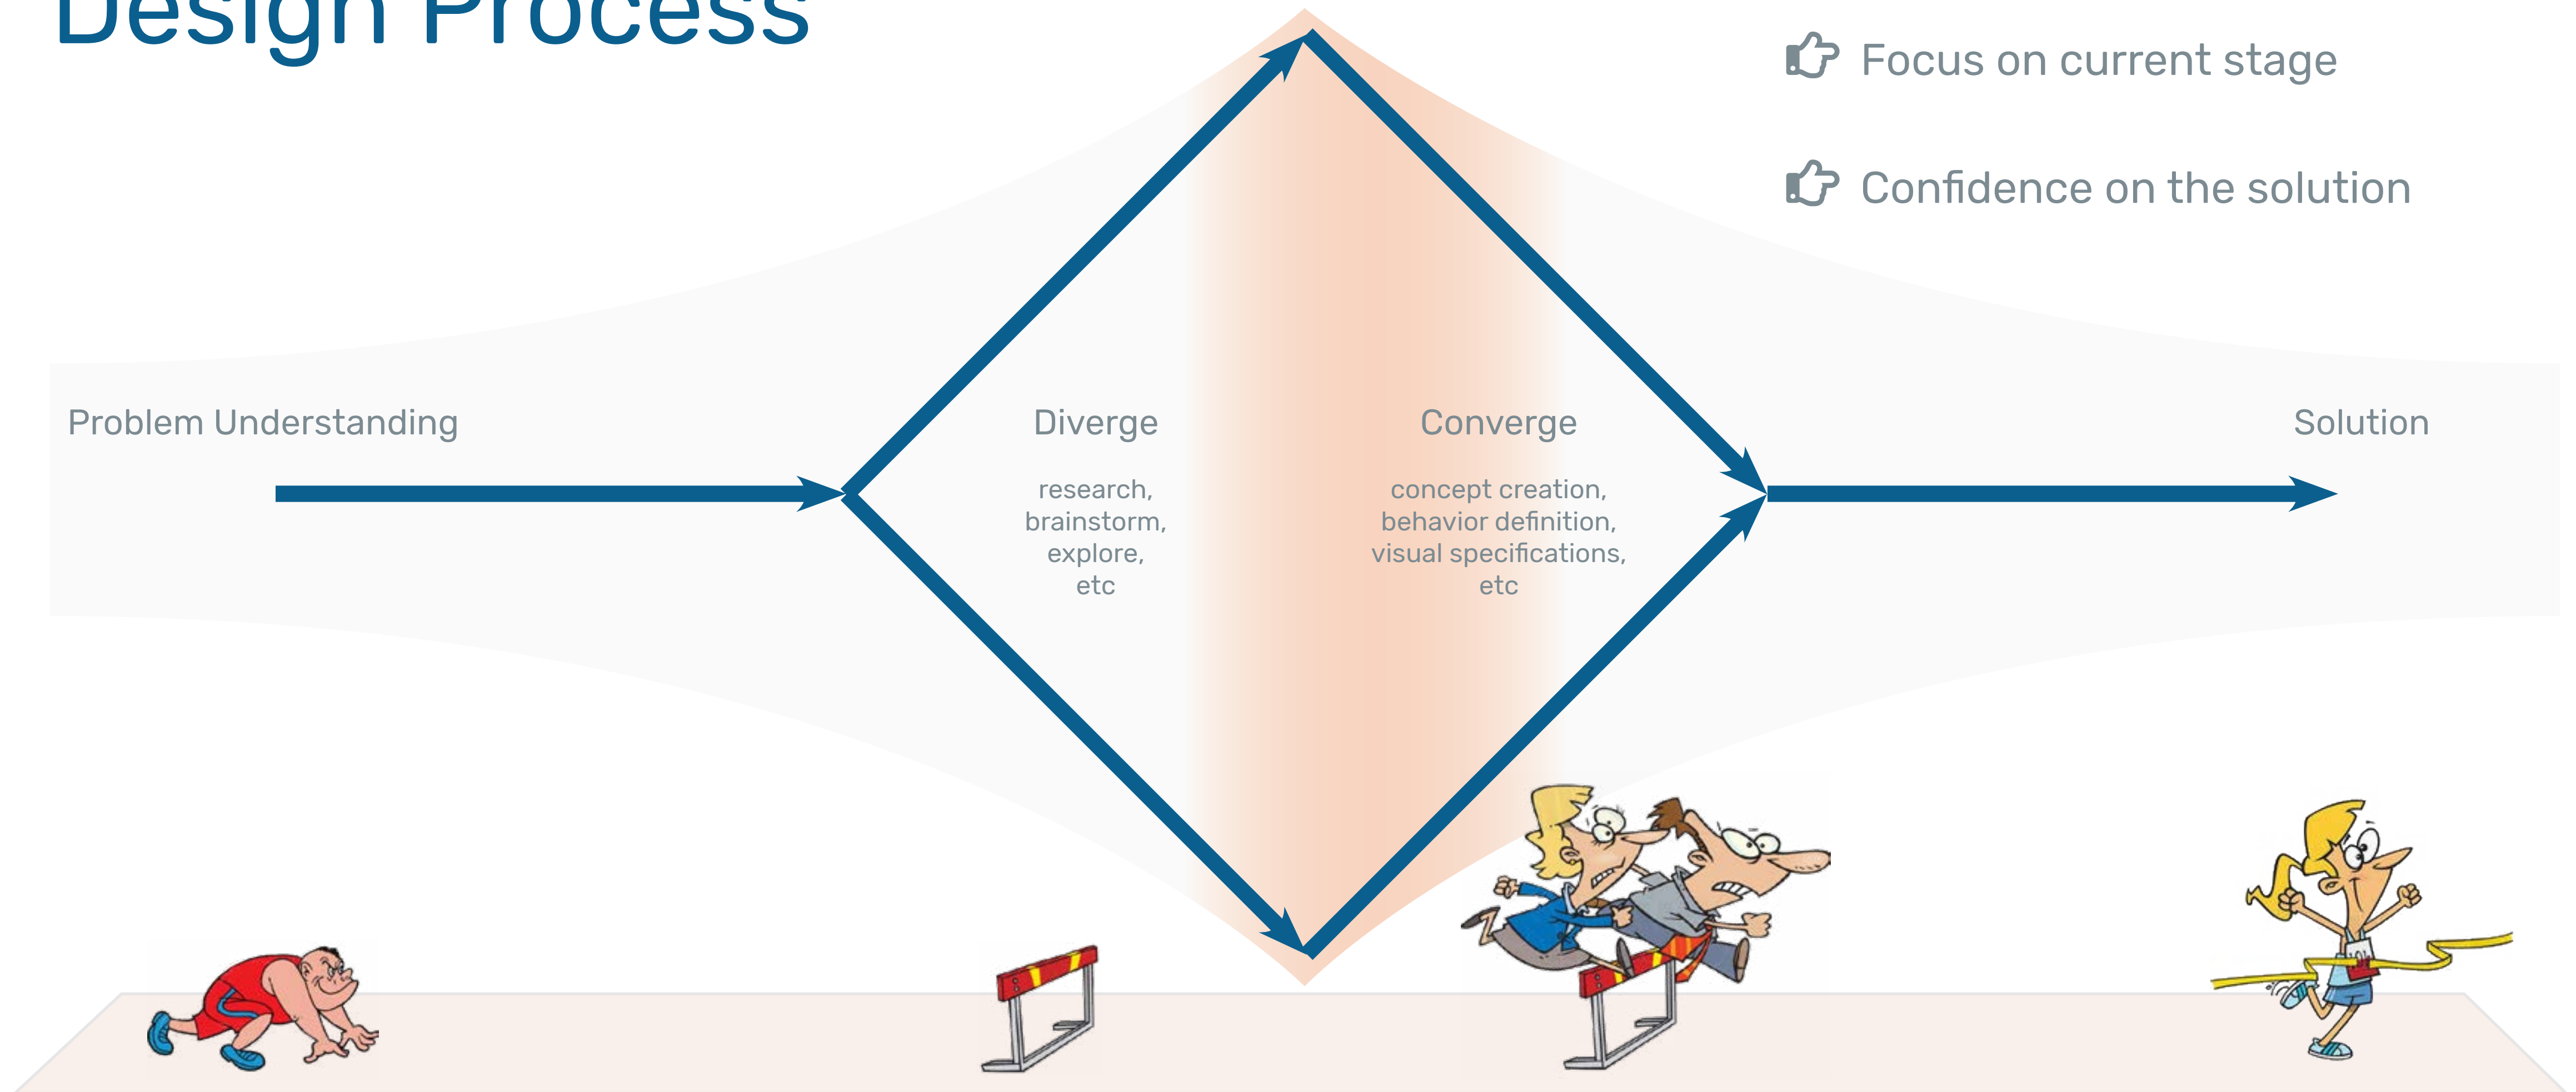 Design Process
Focus on current stage
Confidence on the solution
Problem Understanding
Diverge
research,
brainstorm,
explore,
etc
Converge
concept creation,
behavior definition,
visual specifications,
etc
Solution